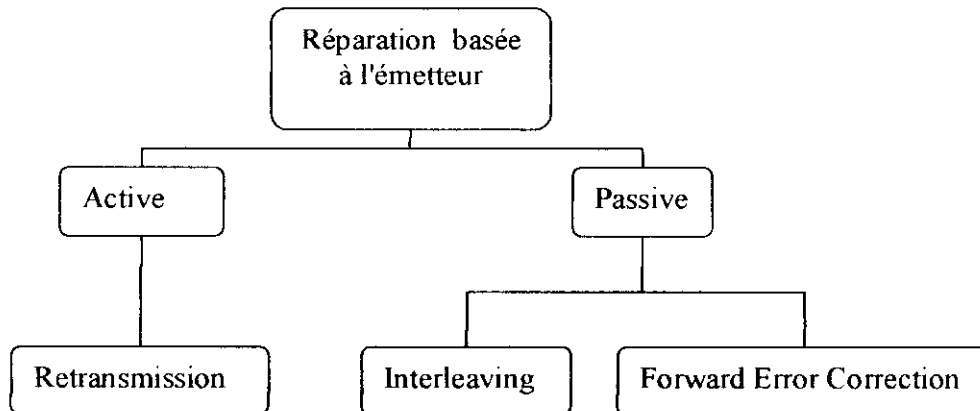 Réparation basée
à l'émetteur
Active
Passive
Retransmission
Interleaving
Forward Error Correction